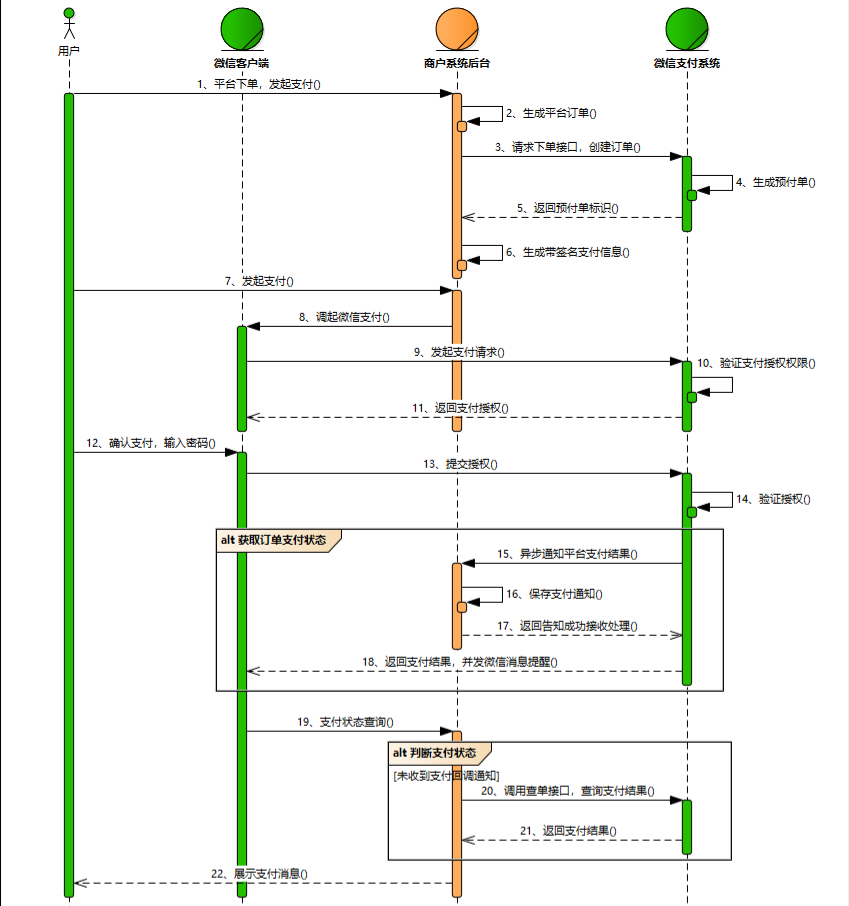 用户
微信客户端
商户系统后台
微信支付系统
1、平台下单，发起支付()
2、生成平台订单()
3、请求下单接口，创建订单()
4、生成预付单()
5、返回预付单标识()
6、生成带签名支付信息()
7、发起支付()
8、调起微信支付()
9、发起支付请求()
10、验证支付授权权限()
11、返回支付授权()
12、确认支付，输入密码()
13、提交授权()
14、验证授权()
alt 获取订单支付状态
15、异步通知平台支付结果()
16、保存支付通知()
17、返回告知成功接收处理()
18、返回支付结果，并发微信消息提醒()
19、支付状态查询()
alt 判断支付状态
[未收到支付回调通知]
20、调用查单接口，查询支付结果()
21、返回支付结果()
22、展示支付消息()